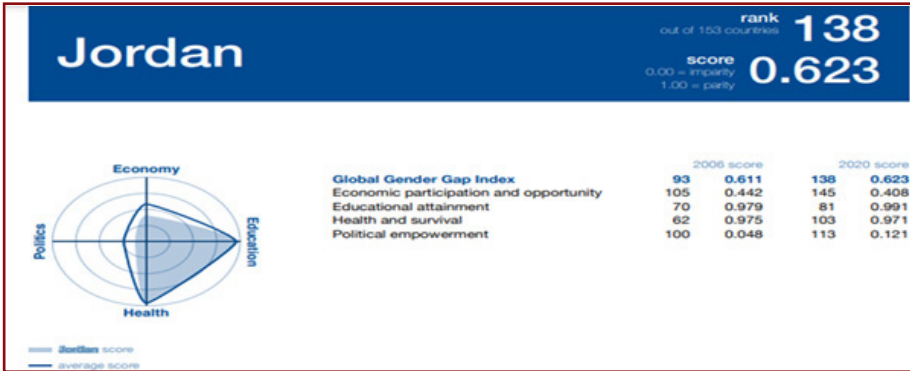 Jordan
rank
out of 153 countries
138
score
0.00 = imparity
1.00 = parity
0.623
2006 score 2020 score
Global Gender Gap Index 93 0.611 138 0.623
Economic participation and opportunity 105 0.442 145 0.408
Educational attainment 70 0.979 81 0.991
Health and survival 62 0.975 103 0.971
Political empowerment 100 0.048 113 0.121
Economy
Politics
Education
Health
Jordan score
average score